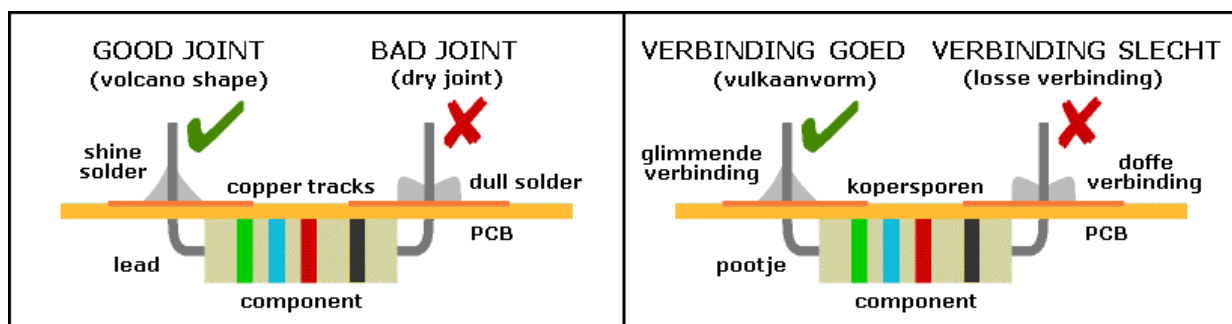 GOOD JOINT
(volcano shape)
BAD JOINT
(dry joint)
shine
solder
copper tracks
dull solder
PCB
lead
component
VERBINDING GOED
(vulkaanvorm)
VERBINDING SLECHT
(losse verbinding)
glimmende
verbinding
kopersporen
doffe
verbinding
PCB
pootje
component